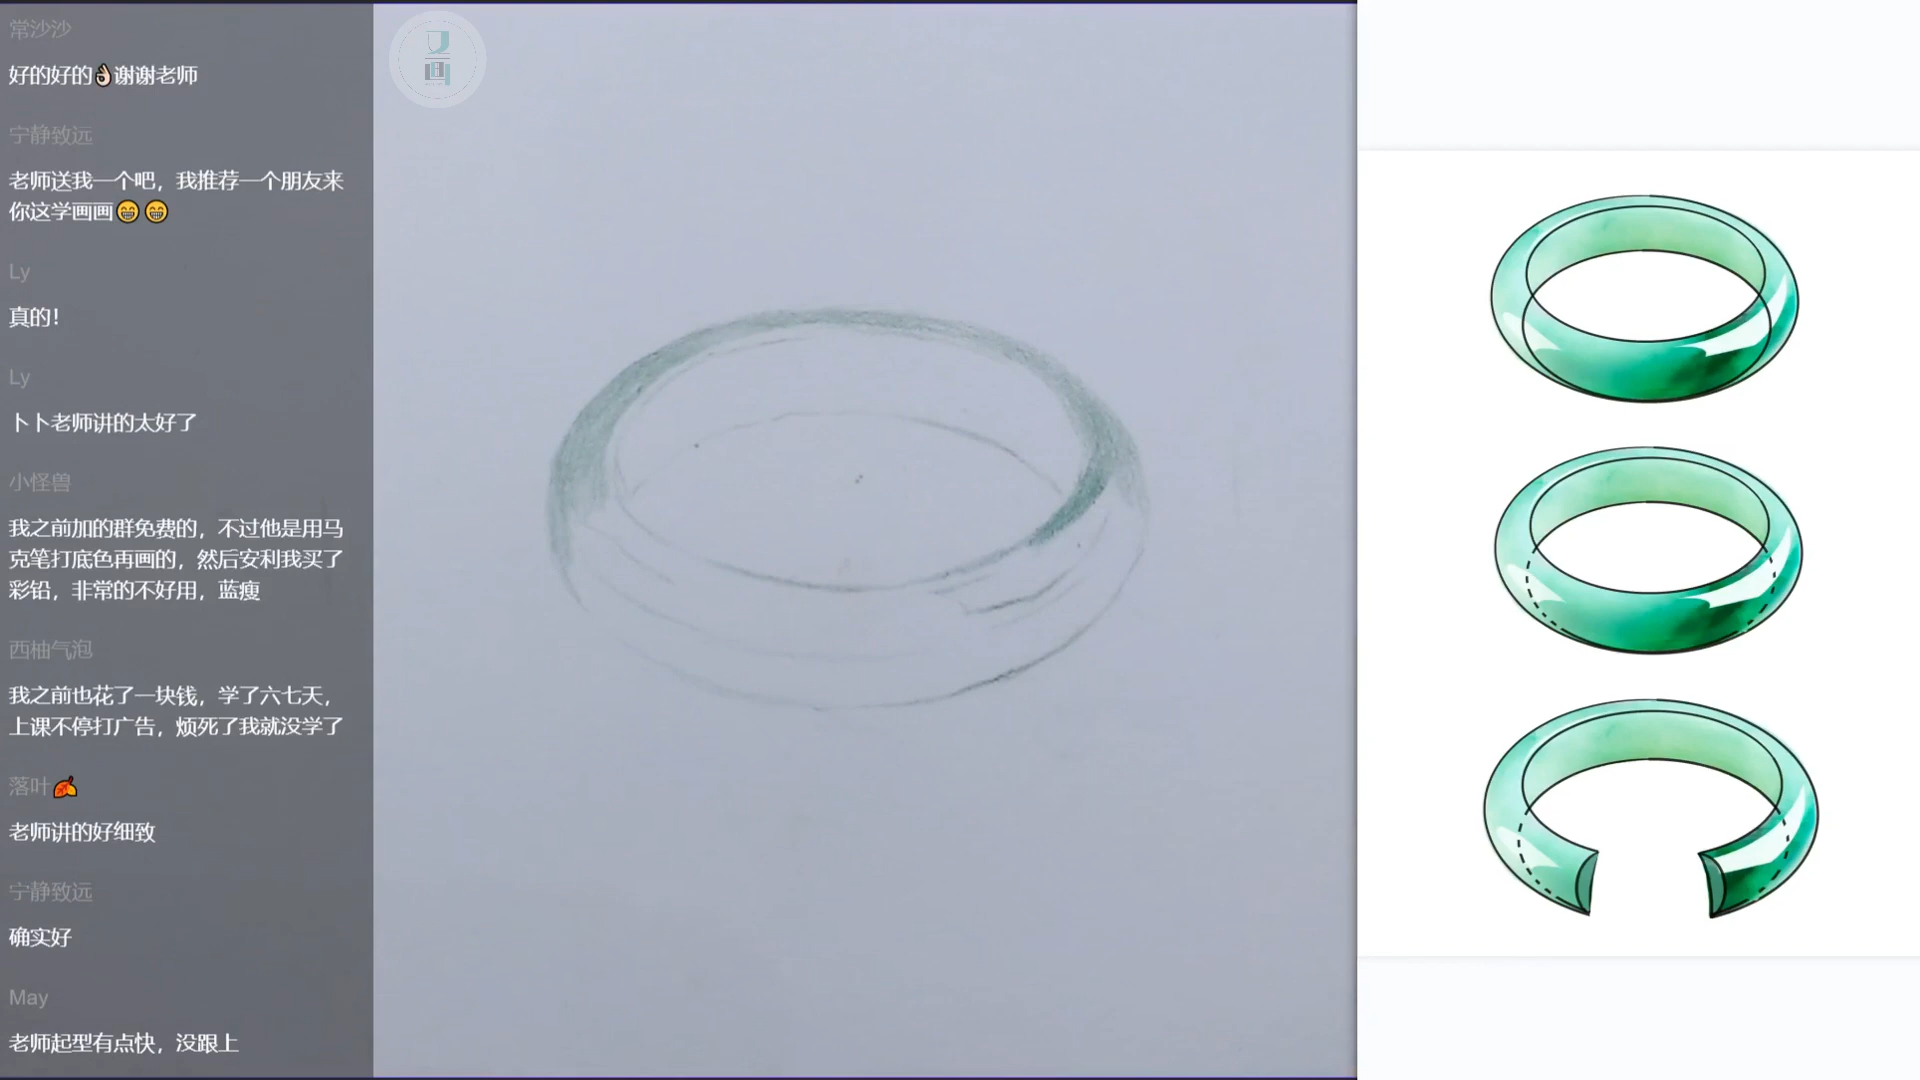 常沙沙
好的好的👌🏻谢谢老师
宁静致远
老师送我一个吧，我推荐一个朋友来
你这学画画😁😁
Ly
真的！
Ly
卜卜老师讲的太好了
小怪兽
我之前加的群免费的，不过他是用马
克笔打底色再画的，然后安利我买了
彩铅，非常的不好用，蓝瘦
西柚气泡
我之前也花了一块钱，学了六七天，
上课不停打广告，烦死了我就没学了
落叶🍂
老师讲的好细致
宁静致远
确实好
May
老师起型有点快，没跟上